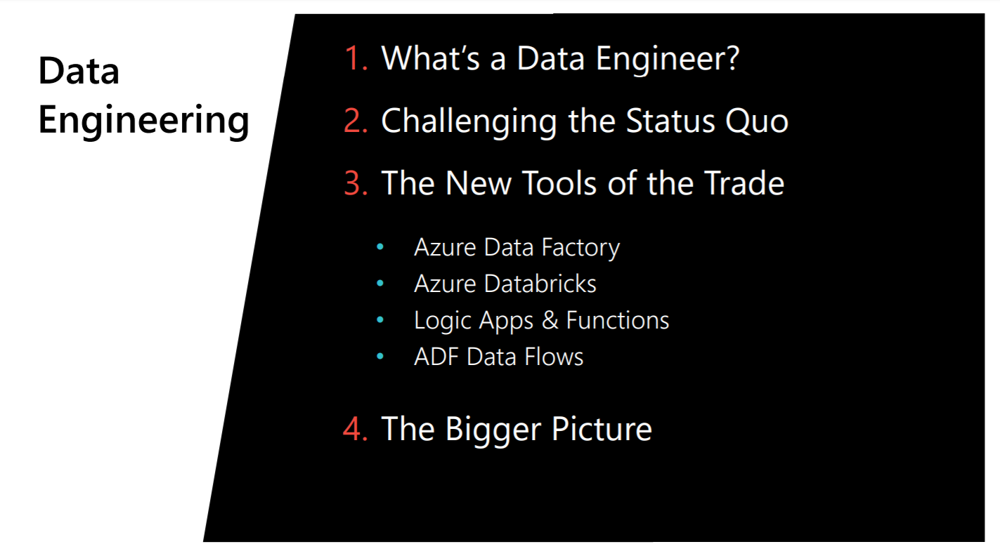 Data
Engineering
1. What's a Data Engineer?
2. Challenging the Status Quo
3. The New Tools of the Trade
• Azure Data Factory
• Azure Databricks
• Logic Apps & Functions
• ADF Data Flows
4. The Bigger Picture